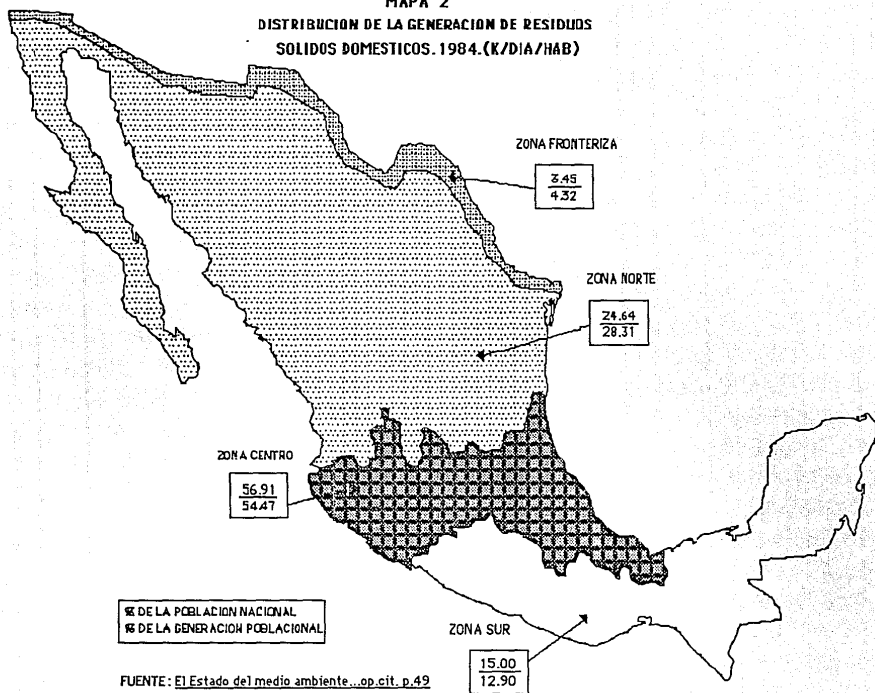 MAPA 2
DISTRIBUCION DE LA GENERACION DE RESIDUOS
SOLIDOS DOMESTICOS.1984.(K/DIA/HAB)
ZONA FRONTERIZA
3.45
4.32
ZONA NORTE
24.64
28.31
ZONA CENTRO
56.91
54.47
% DE LA POBLACION NACIONAL
% DE LA GENERACION POBLACIONAL
ZONA SUR
15.00
12.90
FUENTE: El Estado del medio ambiente...op.cit. p.49